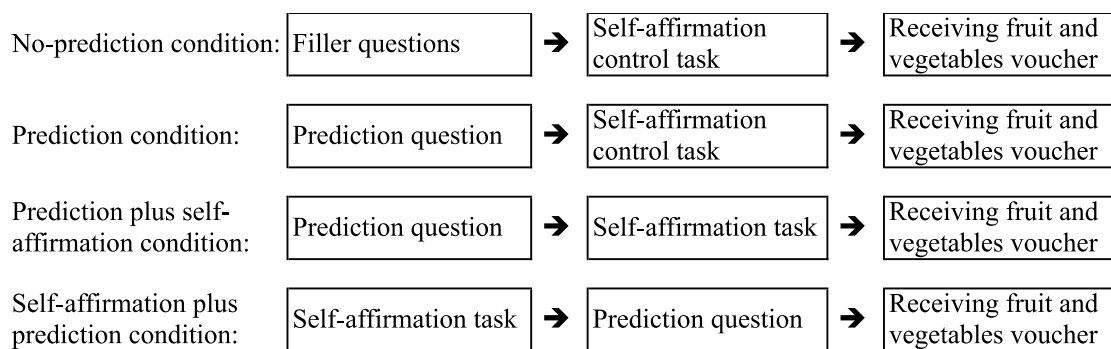 No-prediction condition: Filler questions ➔ Self-affirmation control task ➔ Receiving fruit and vegetables voucher
Prediction condition: Prediction question ➔ Self-affirmation control task ➔ Receiving fruit and vegetables voucher
Prediction plus self-affirmation condition: Prediction question ➔ Self-affirmation task ➔ Receiving fruit and vegetables voucher
Self-affirmation plus prediction condition: Self-affirmation task ➔ Prediction question ➔ Receiving fruit and vegetables voucher